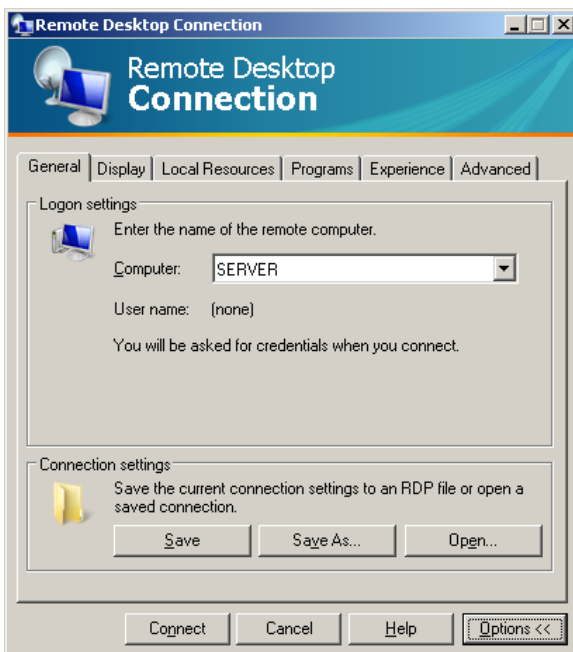 Remote Desktop Connection
Remote Desktop
Connection
General Display Local Resources Programs Experience Advanced
Logon settings
Enter the name of the remote computer.
Computer: SERVER
User name: (none)
You will be asked for credentials when you connect.
Connection settings
Save the current connection settings to an RDP file or open a
saved connection.
Save Save As... Open...
Connect Cancel Help Options <<